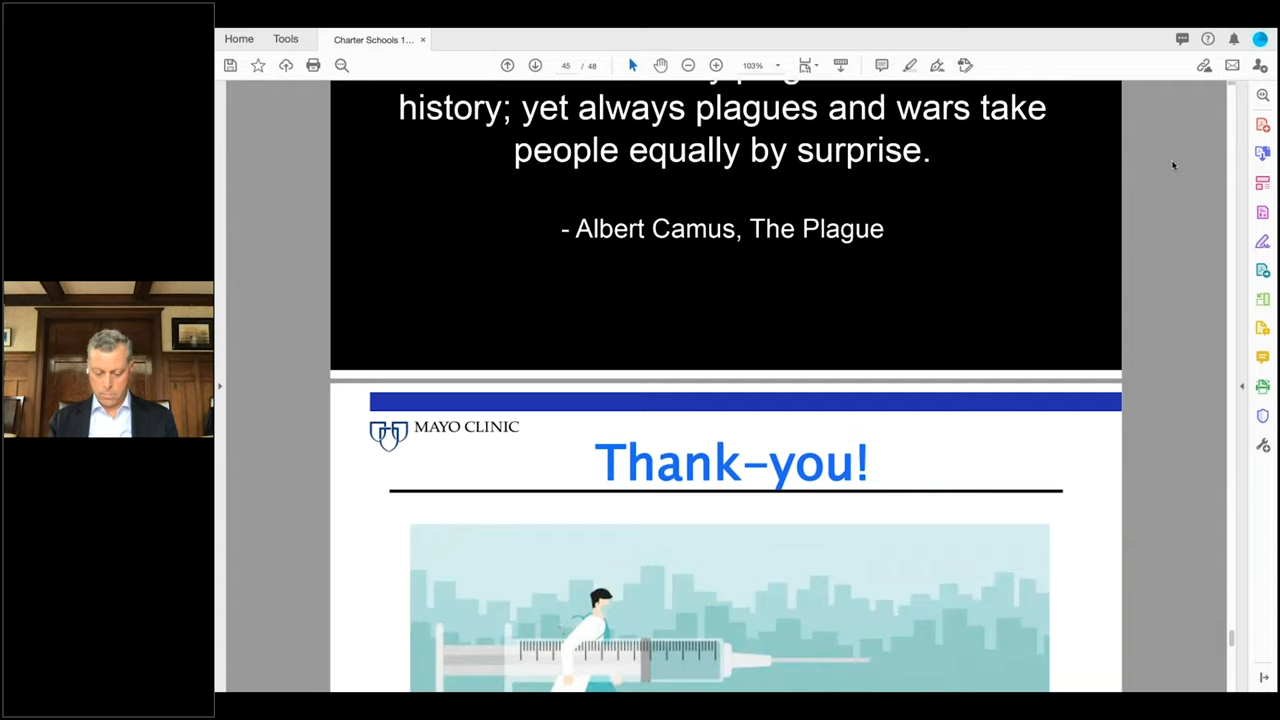 Home
Tools
Charter Schools 1...
45 / 48
103%
history; yet always plagues and wars take
people equally by surprise.
- Albert Camus, The Plague
MAYO CLINIC
Thank-you!